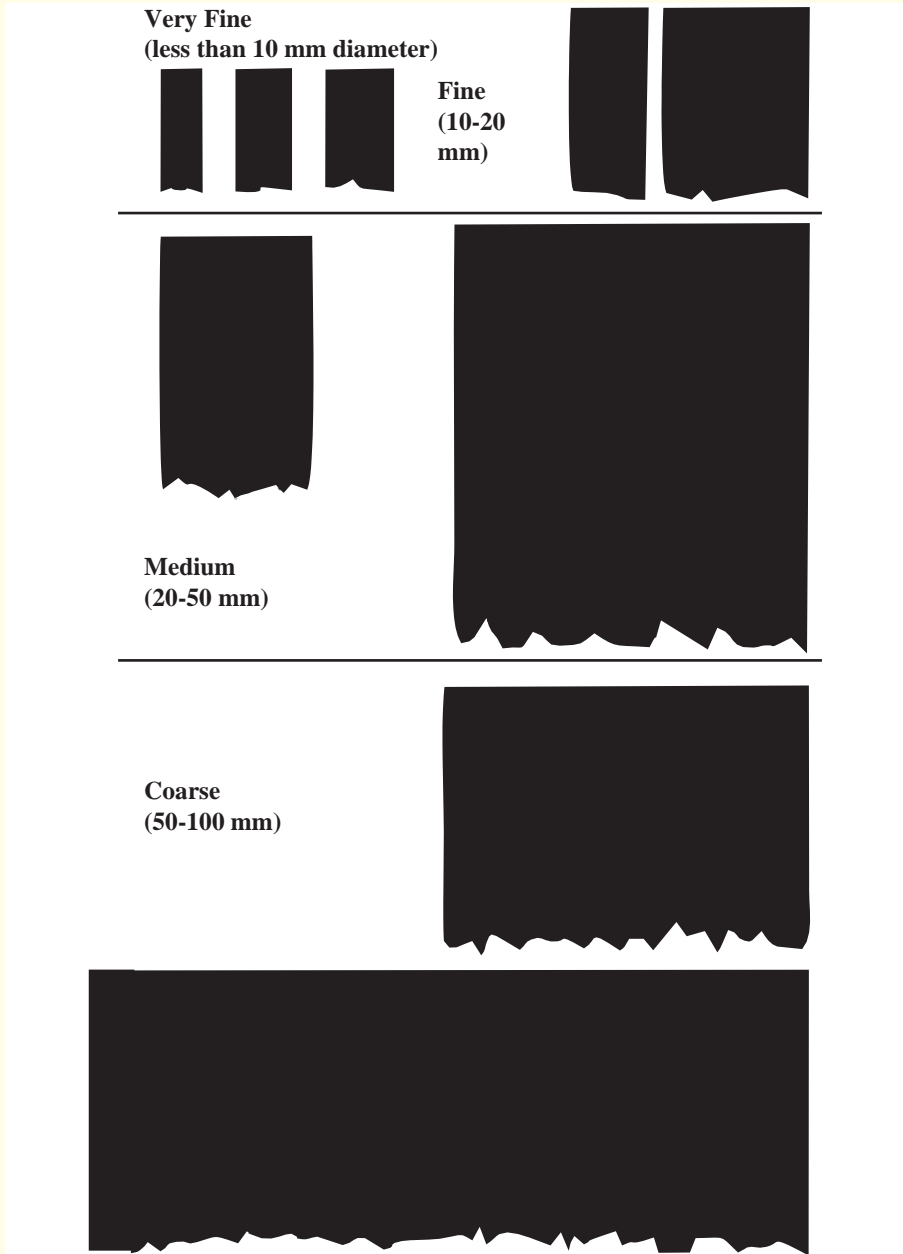 Very Fine
(less than 10 mm diameter)
Fine
(10-20
mm)
Medium
(20-50 mm)
Coarse
(50-100 mm)